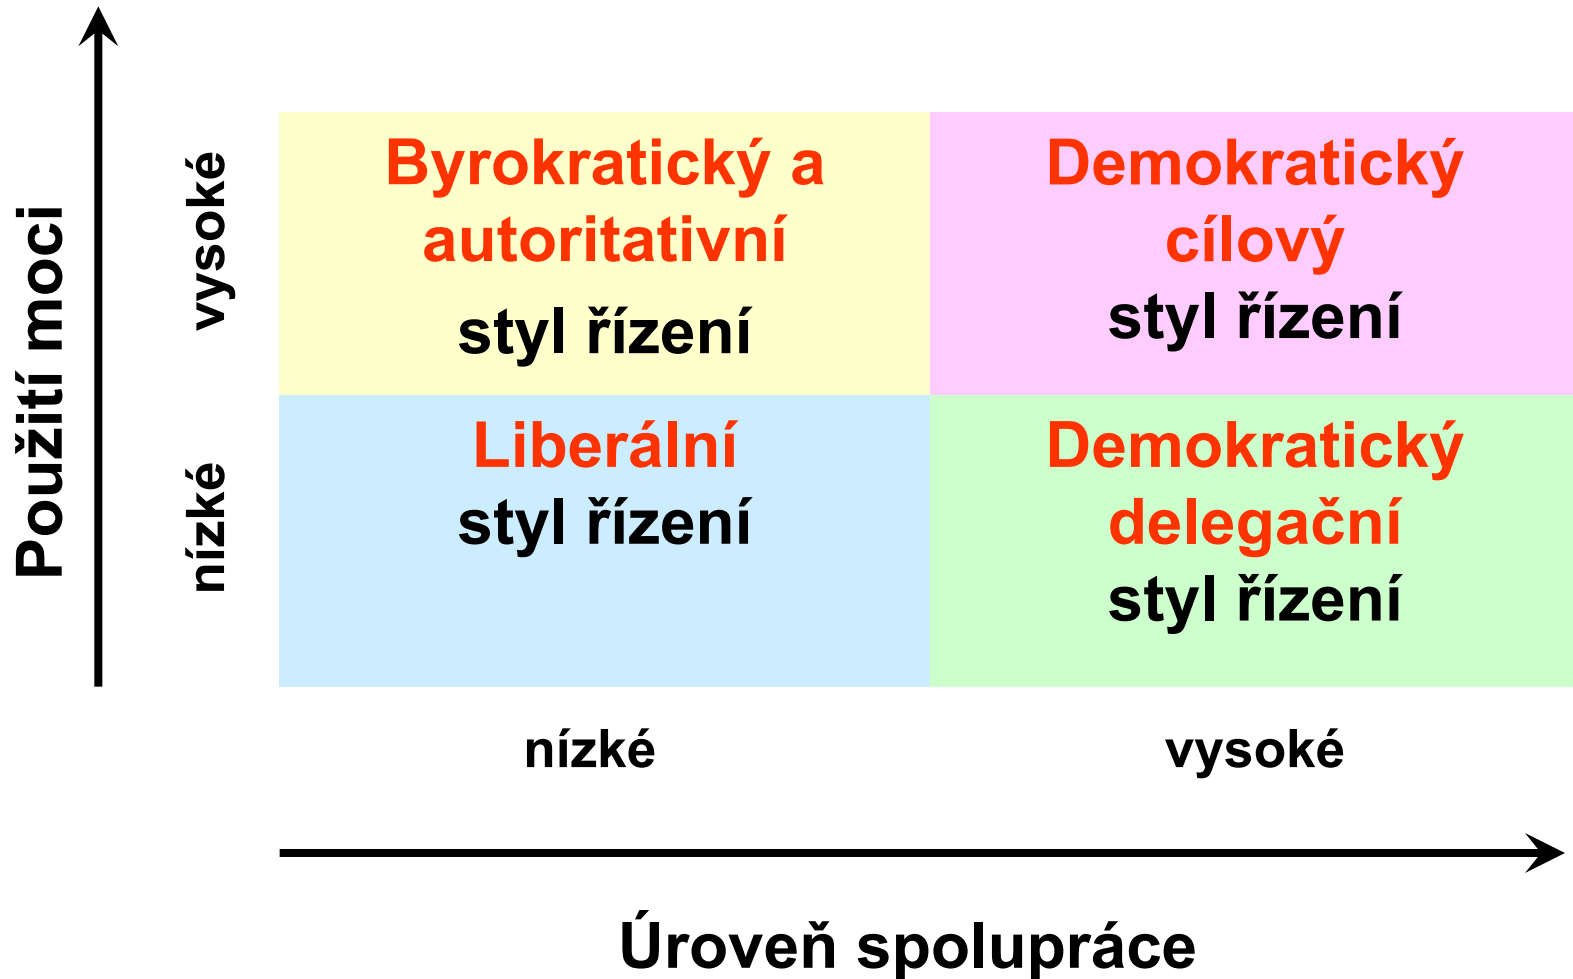 Použití moci
vysoké
nízké
Byrokratický a
autoritativní
styl řízení
Demokratický
cílový
styl řízení
Liberální
styl řízení
Demokratický
delegační
styl řízení
nízké
vysoké
Úroveň spolupráce